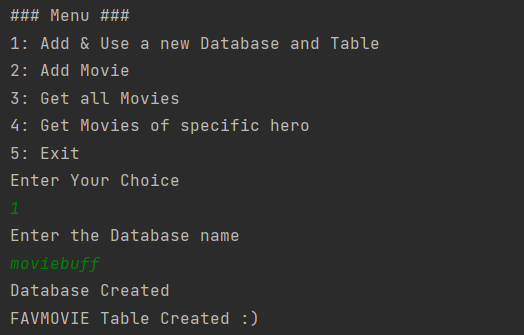 ### Menu ###
1: Add & Use a new Database and Table
2: Add Movie
3: Get all Movies
4: Get Movies of specific hero
5: Exit
Enter Your Choice
1
Enter the Database name
moviebuff
Database Created
FAVMOVIE Table Created :)